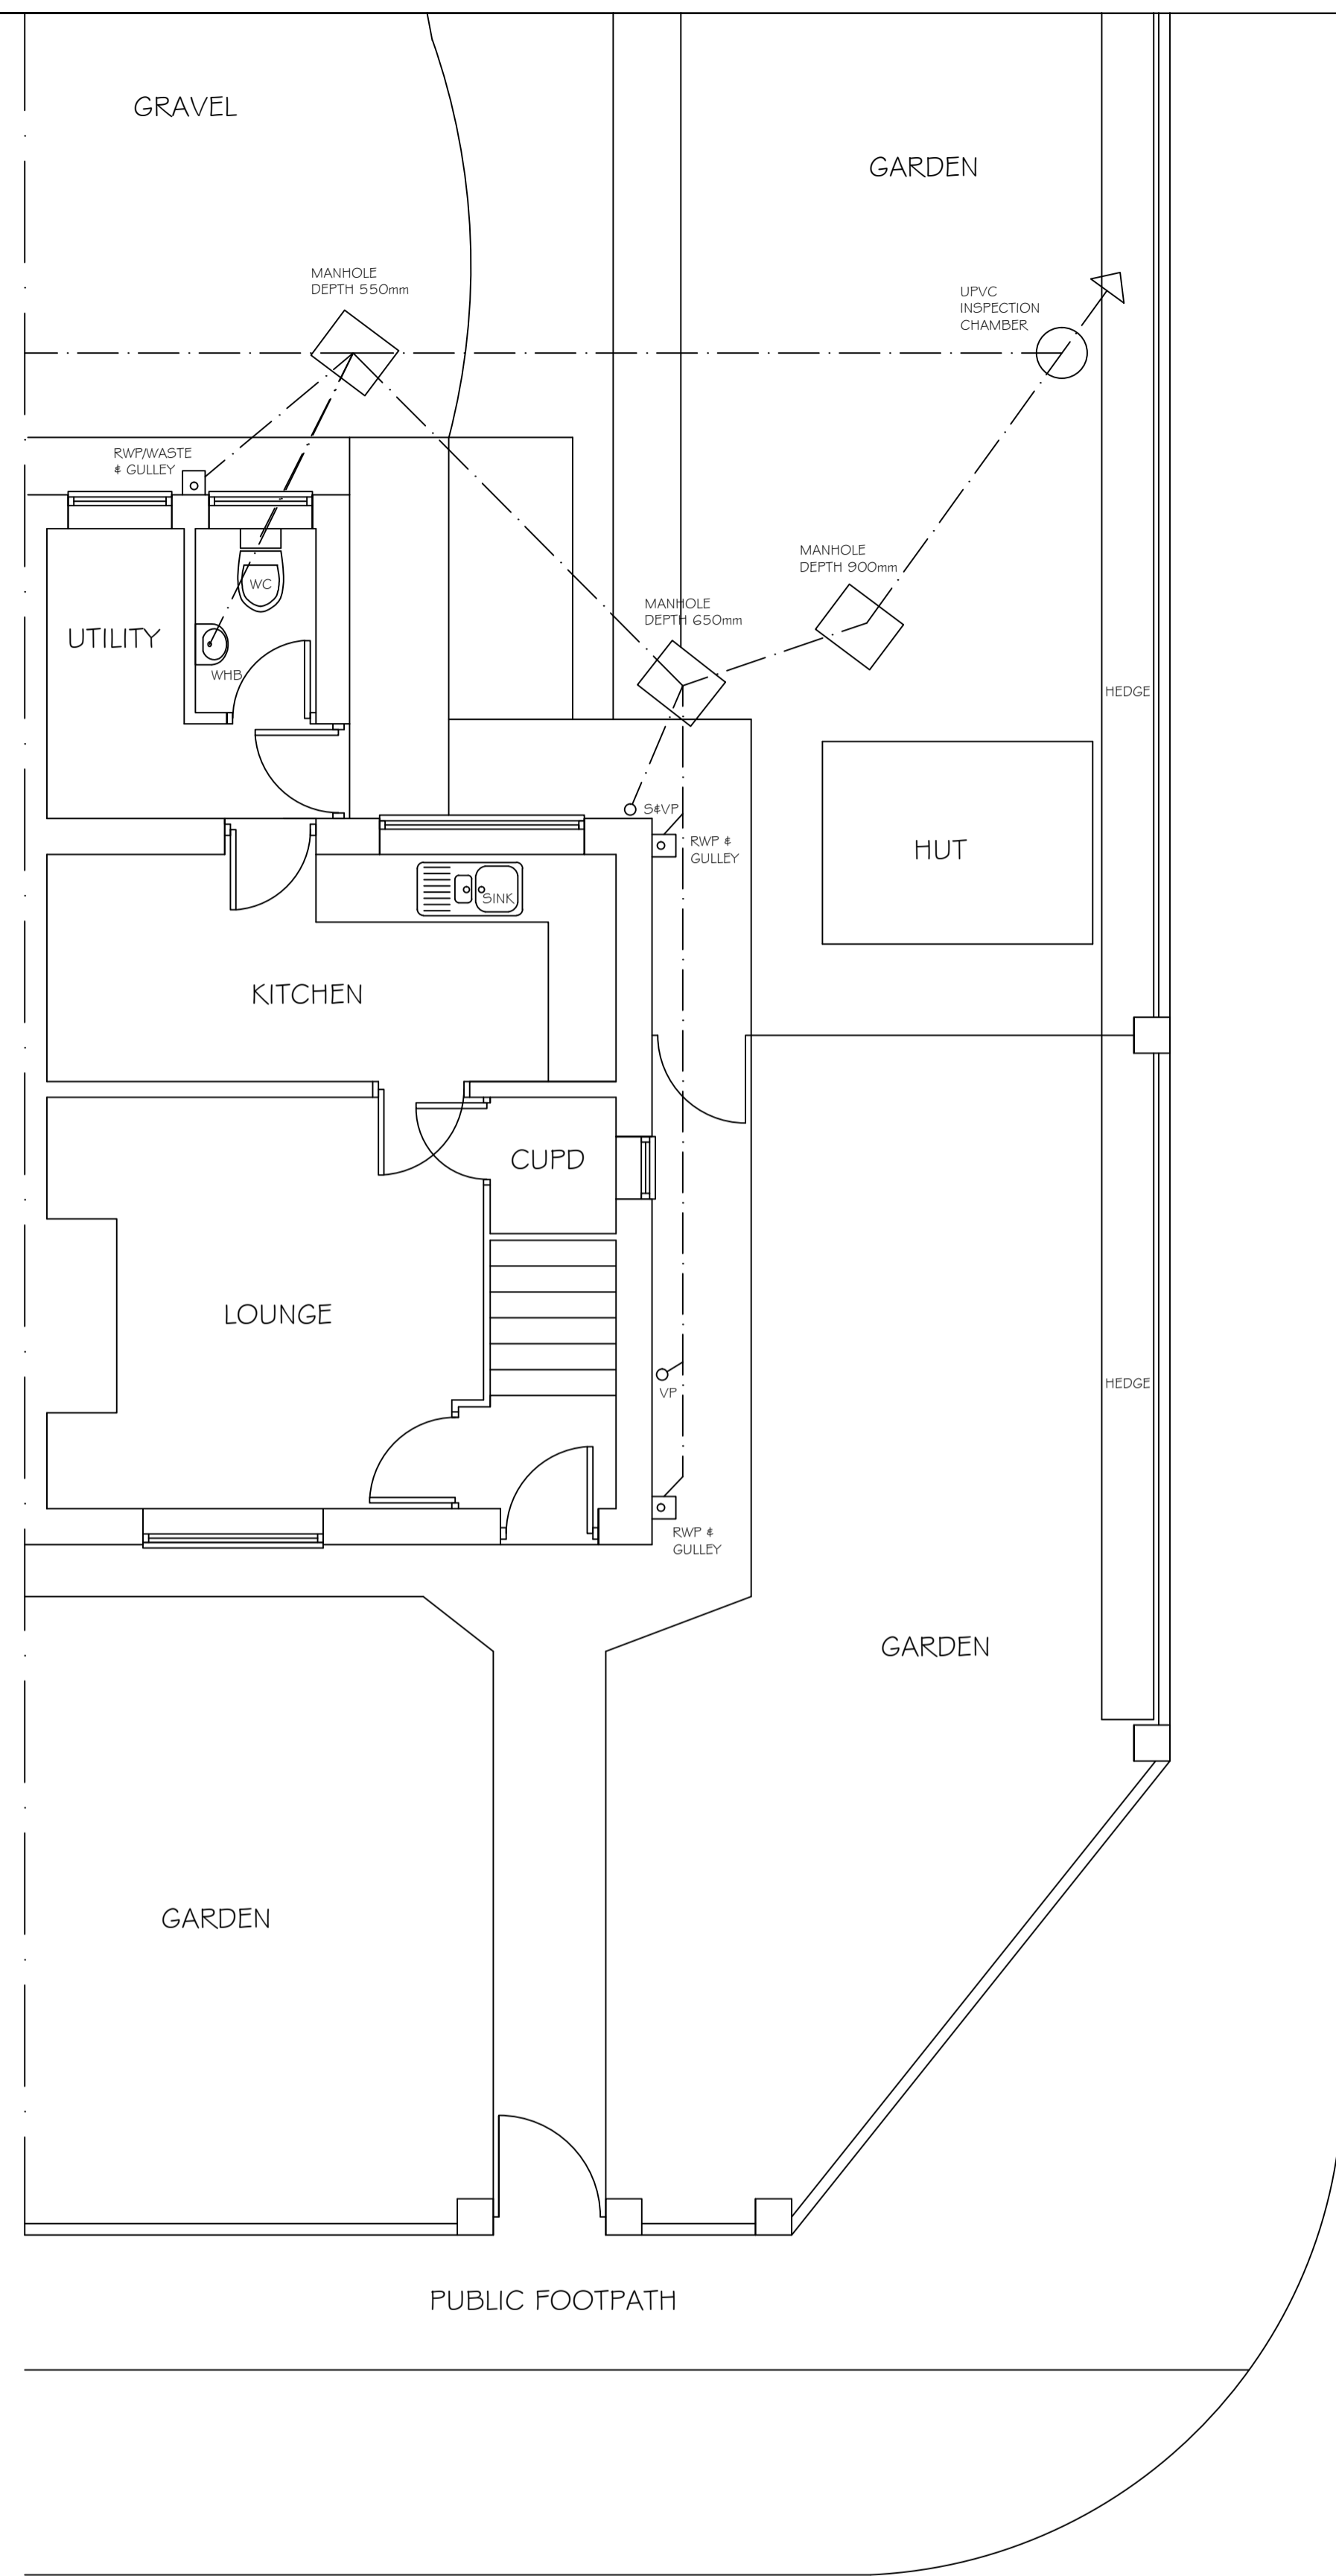 GRAVEL
GARDEN
MANHOLE
DEPTH 550mm
UPVC
INSPECTION
CHAMBER
RWP/WASTE
& GULLEY
MANHOLE
DEPTH 900mm
WC
MANHOLE
DEPTH 650mm
UTILITY
WHB
HEDGE
S&VP
RWP &
GULLEY
HUT
SINK
KITCHEN
CUPD
LOUNGE
HEDGE
VP
RWP &
GULLEY
GARDEN
GARDEN
PUBLIC FOOTPATH